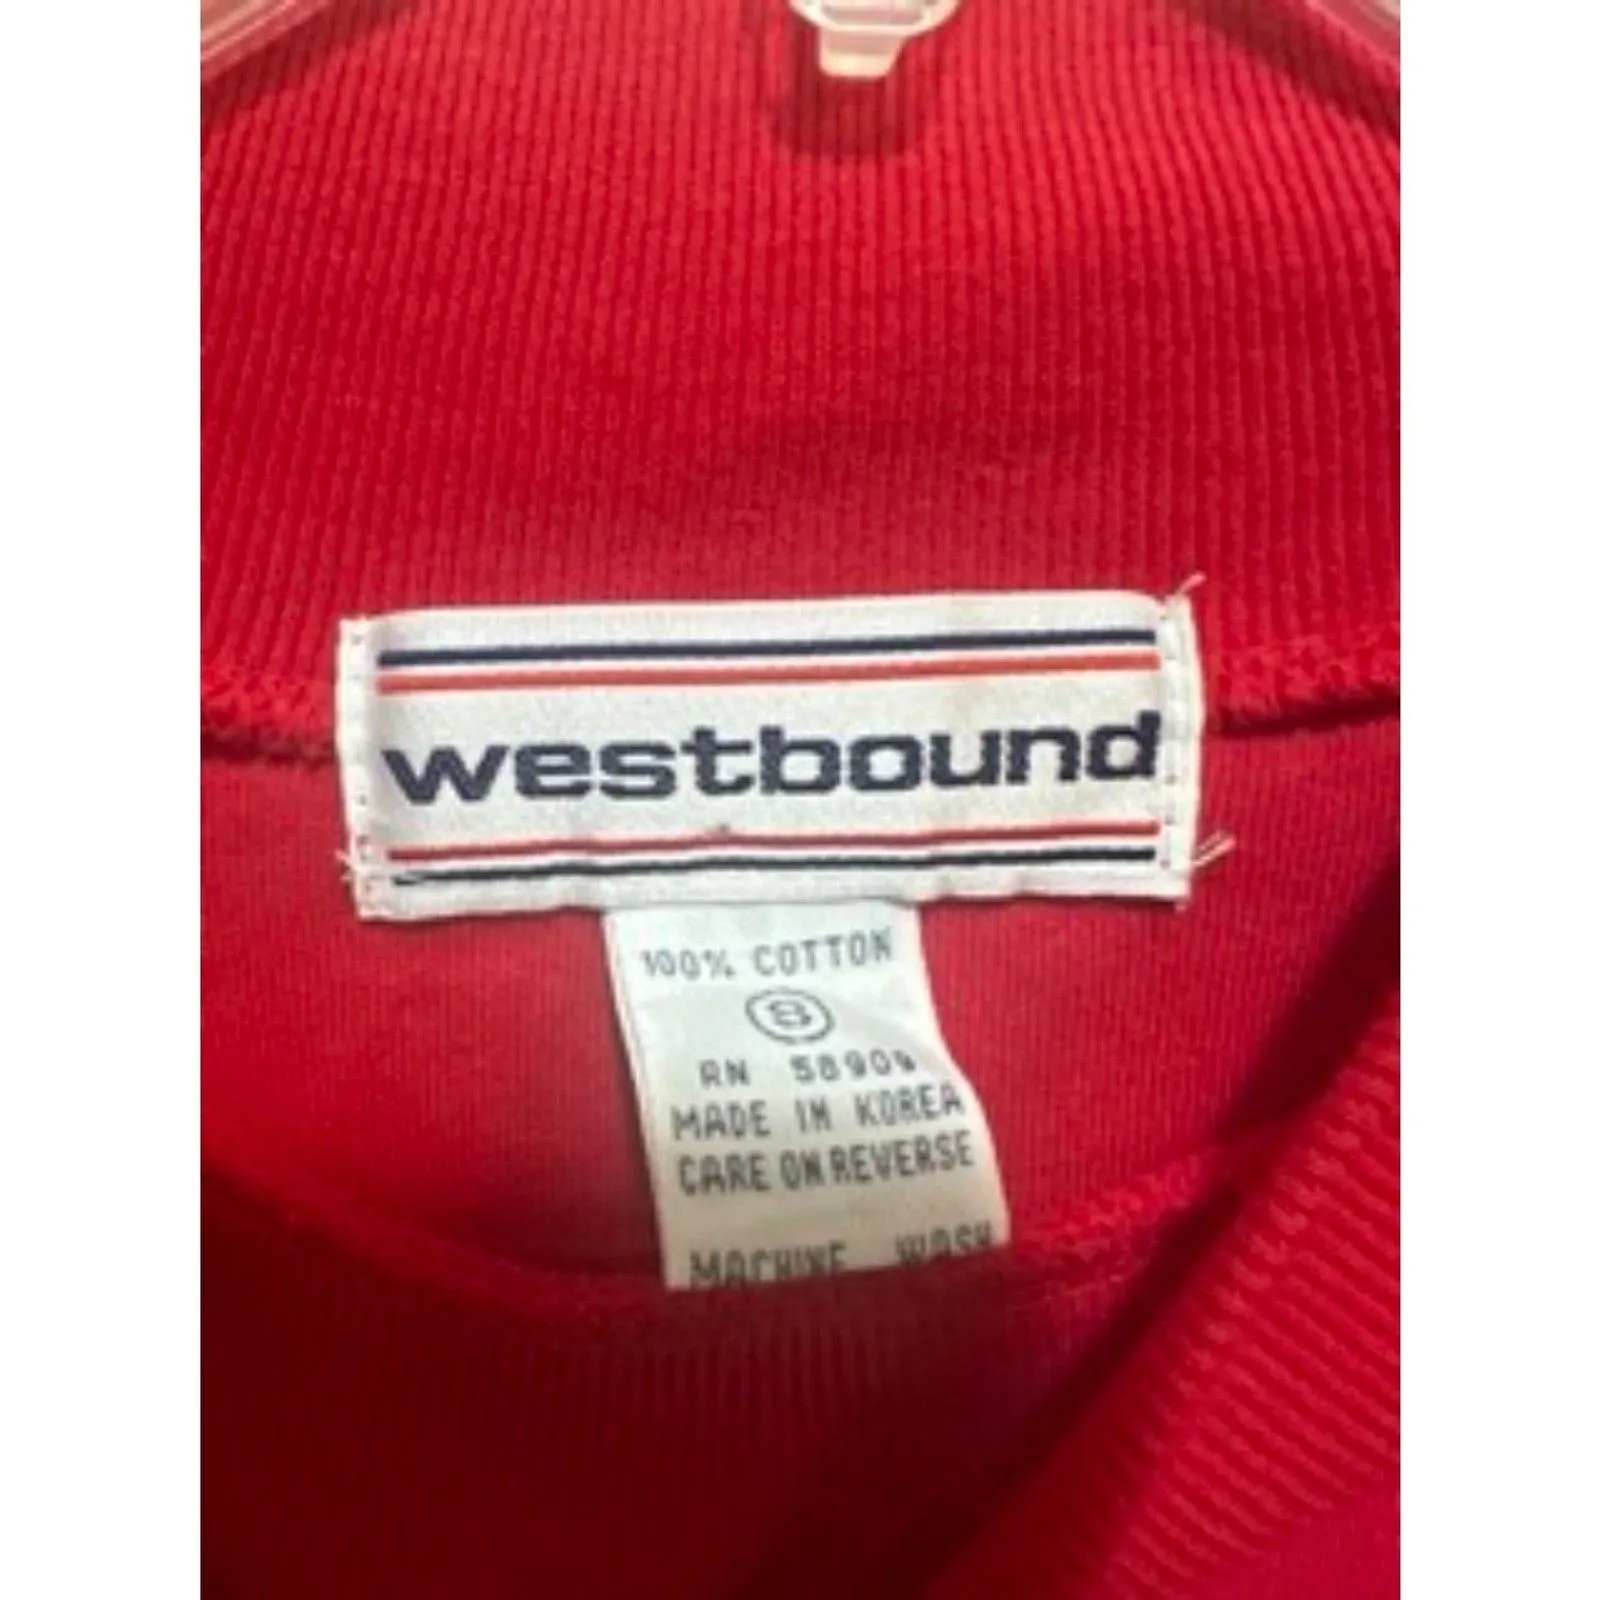 westbound
100% COTTON
S
RN 58904
MADE IN KOREA
CARE ON REVERSE
MACHINE WASH